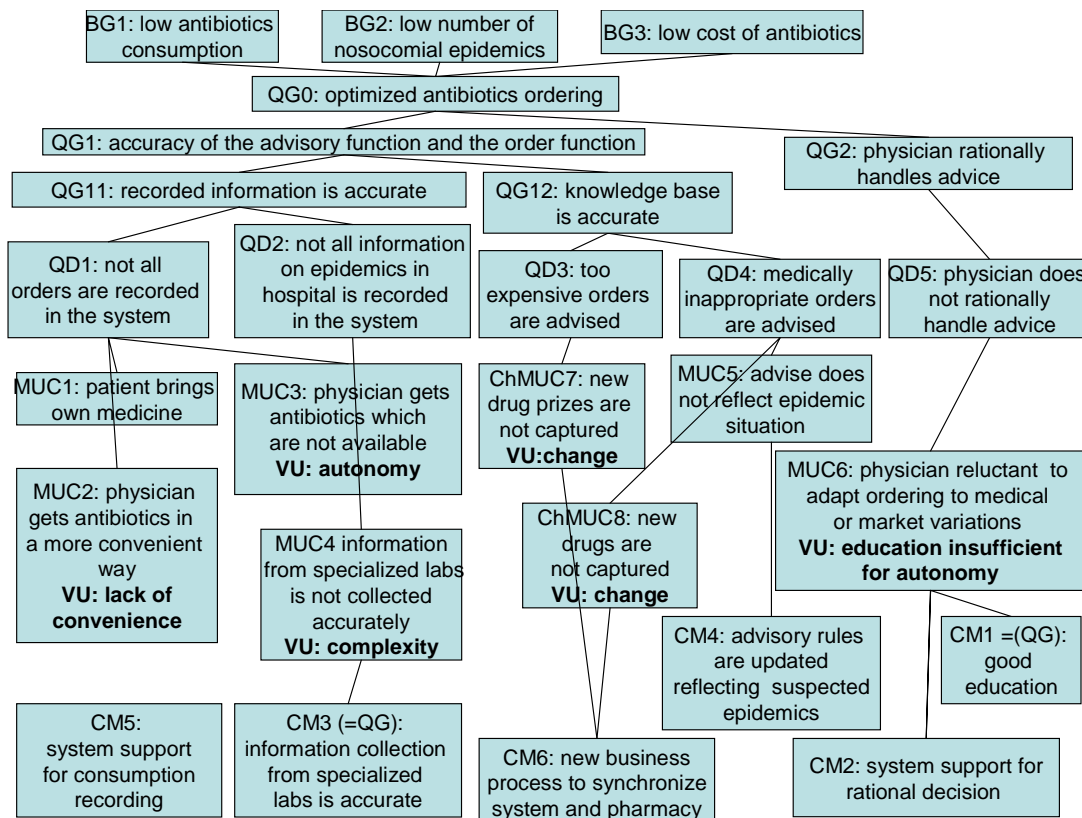 BG1: low antibiotics
consumption
BG2: low number of
nosocomial epidemics
BG3: low cost of antibiotics
QG0: optimized antibiotics ordering
QG1: accuracy of the advisory function and the order function
QG2: physician rationally
handles advice
QG11: recorded information is accurate
QG12: knowledge base
is accurate
QD1: not all
orders are recorded
in the system
QD2: not all information
on epidemics in
hospital is recorded
in the system
QD3: too
expensive orders
are advised
QD4: medically
inappropriate orders
are advised
QD5: physician does
not rationally
handle advice
MUC1: patient brings
own medicine
MUC3: physician gets
antibiotics which
are not available
VU: autonomy
ChMUC7: new
drug prizes are
not captured
VU:change
MUC5: advise does
not reflect epidemic
situation
MUC2: physician
gets antibiotics in
a more convenient
way
VU: lack of
convenience
MUC4 information
from specialized labs
is not collected
accurately
VU: complexity
ChMUC8: new
drugs are
not captured
VU: change
MUC6: physician reluctant to
adapt ordering to medical
or market variations
VU: education insufficient
for autonomy
CM4: advisory rules
are updated
reflecting suspected
epidemics
CM1 =(QG):
good
education
CM5:
system support
for consumption
recording
CM3 (=QG):
information collection
from specialized
labs is accurate
CM6: new business
process to synchronize
system and pharmacy
CM2: system support for
rational decision